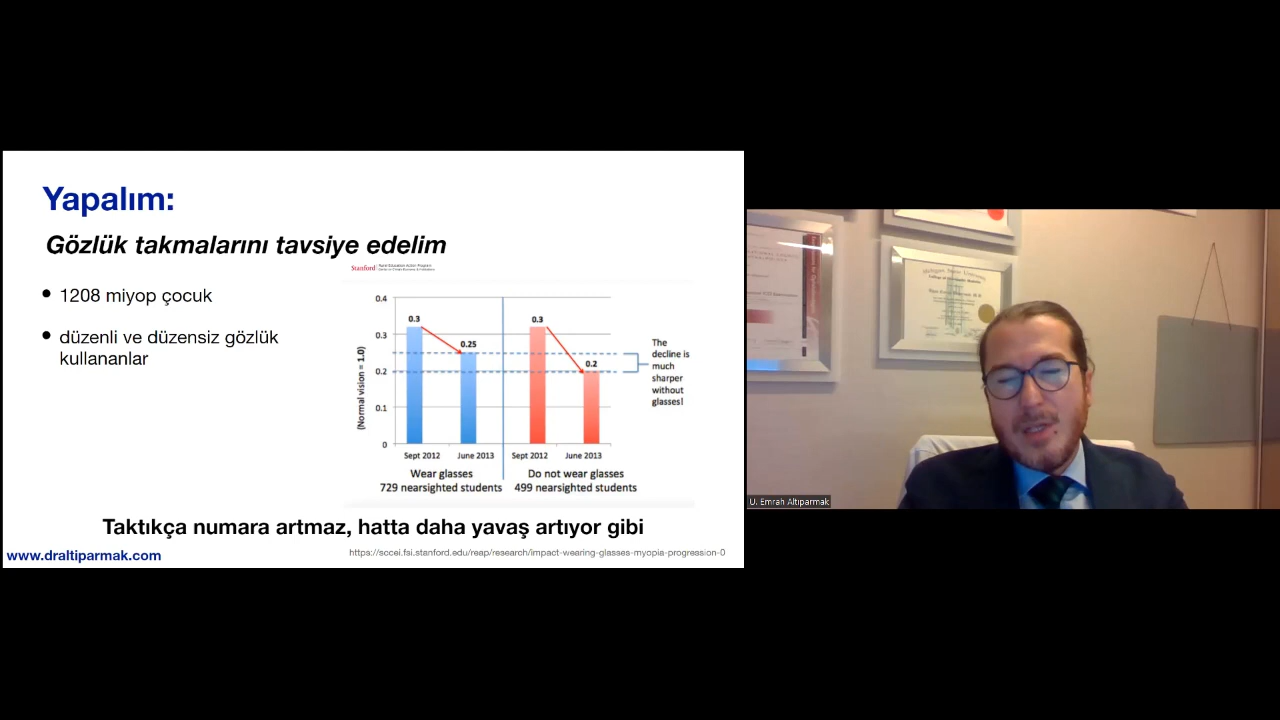 Yapalım:
Gözlük takmalarını tavsiye edelim
Stanford Rural Education Action Program
1208 miyop çocuk
düzenli ve düzensiz gözlük
kullananlar
(Normal vision = 1.0)
0.4
0.3
0.2
0.1
0
0.3
0.25
0.3
0.2
The
decline is
much
sharper
without
glasses!
Sept 2012
June 2013
Sept 2012
June 2013
Wear glasses
729 nearsighted students
Do not wear glasses
499 nearsighted students
Taktıkça numara artmaz, hatta daha yavaş artıyor gibi
www.draltiparmak.com
https://sccei.fsi.stanford.edu/reap/research/impact-wearing-glasses-myopia-progression-0
U. Emrah Altıparmak